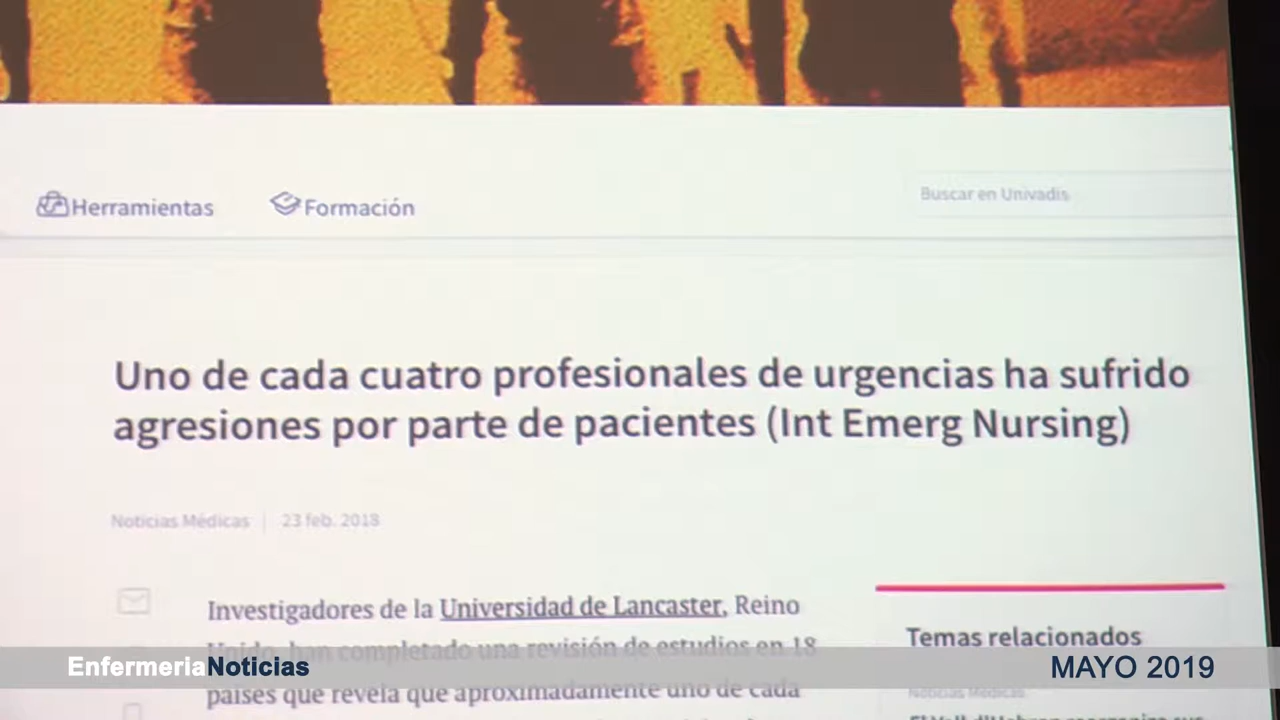 Herramientas
Formación
Buscar en Univadis
Uno de cada cuatro profesionales de urgencias ha sufrido
agresiones por parte de pacientes (Int Emerg Nursing)
Noticias Médicas | 23 feb. 2018
Investigadores de la Universidad de Lancaster, Reino
Unido, han completado una revisión de estudios en 18
países que revela que aproximadamente uno de cada
Temas relacionados
Noticias Médicas
EnfermeriaNoticias
MAYO 2019